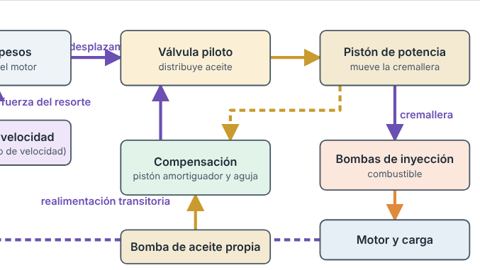 pesos
el motor
desplazan
Válvula piloto
distribuye aceite
Pistón de potencia
mueve la cremallera
fuerza del resorte
cremallera
velocidad
o de velocidad)
Compensación
pistón amortiguador y aguja
Bombas de inyección
combustible
realimentación transitoria
Bomba de aceite propia
Motor y carga